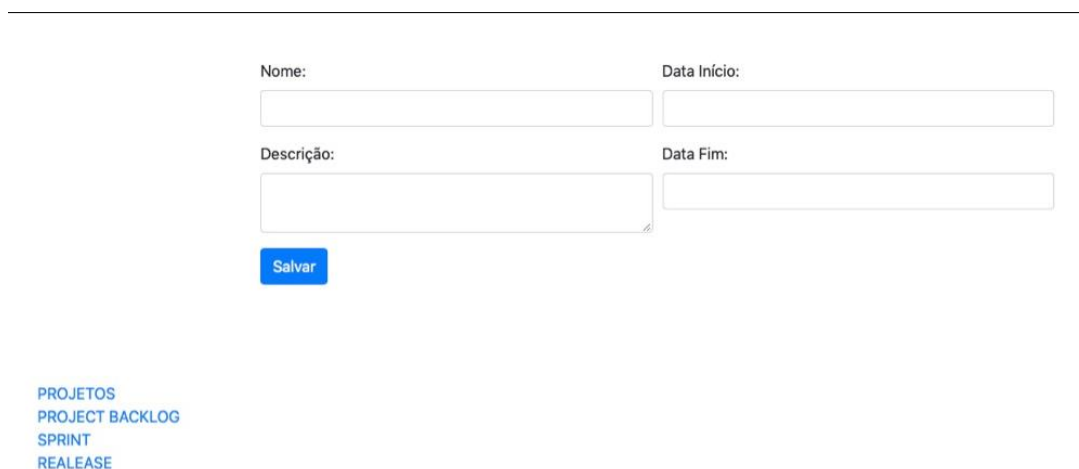 Nome: Data Início:
Descrição: Data Fim:
Salvar
PROJETOS
PROJECT BACKLOG
SPRINT
REALEASE